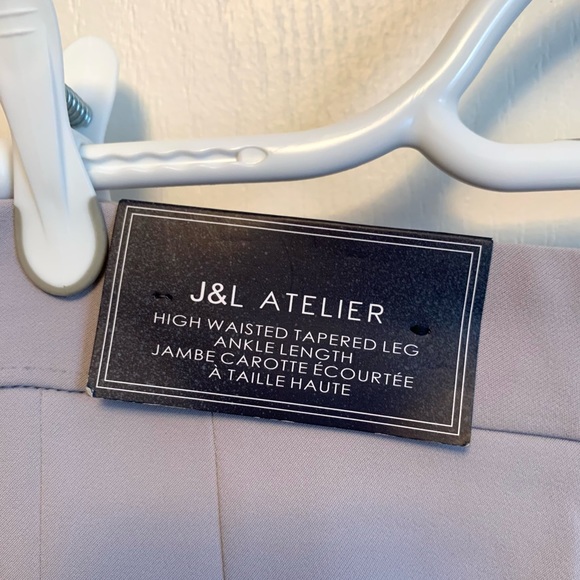 J&L ATELIER
HIGH WAISTED TAPERED LEG
ANKLE LENGTH
JAMBE CAROTTE ÉCOURTÉE
À TAILLE HAUTE